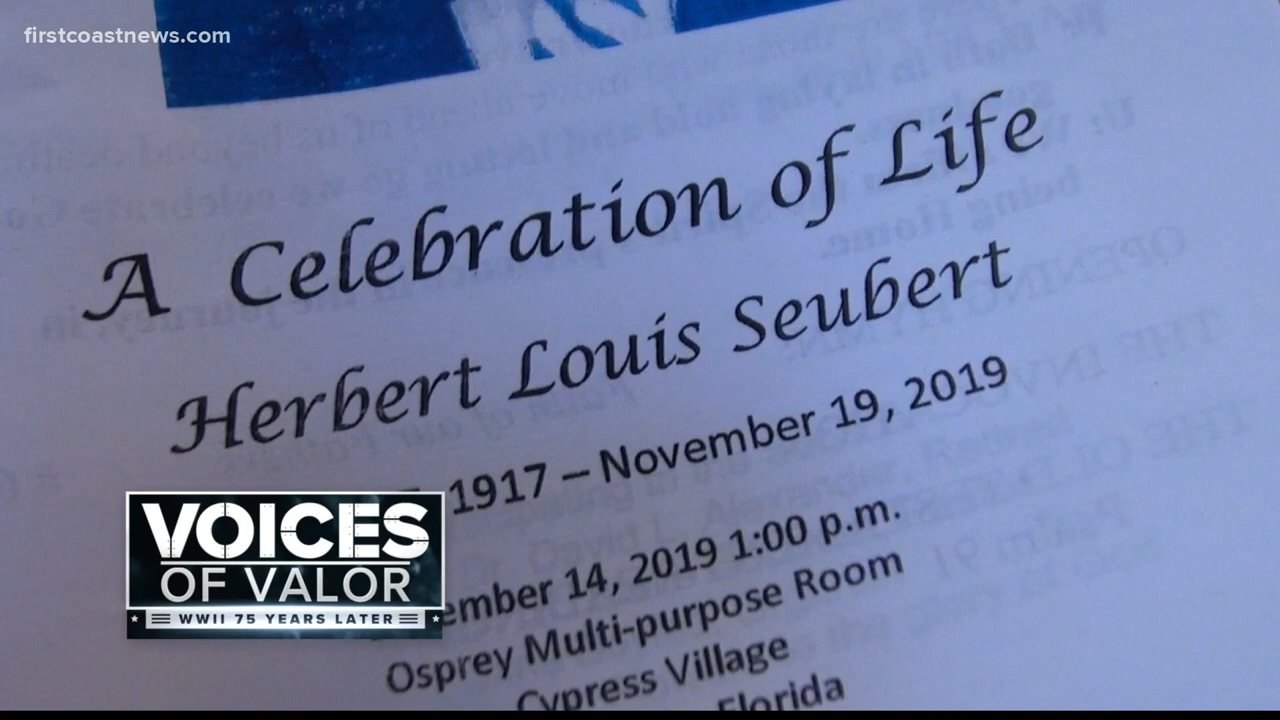 firstcoastnews.com
A Celebration of Life
Herbert Louis Seubert
1917 – November 19, 2019
ember 14, 2019 1:00 p.m.
Osprey Multi-purpose Room
Cypress Village
Florida
VOICES
OF VALOR
WWII 75 YEARS LATER